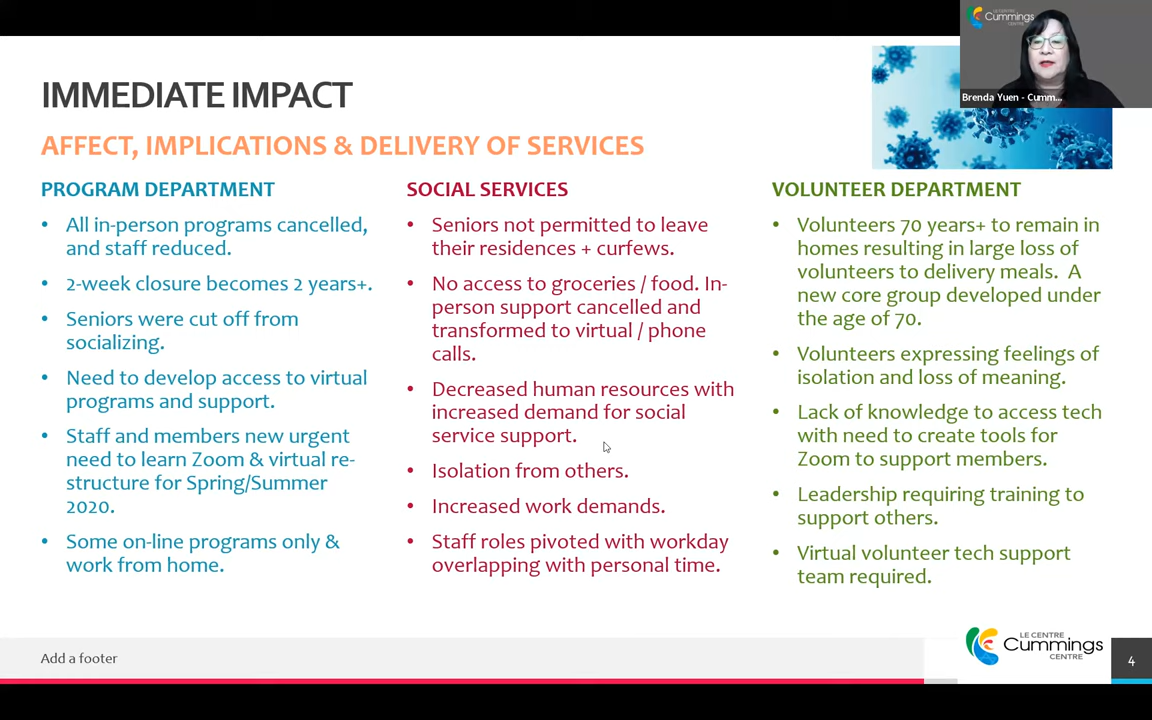 LE CENTRE
Cummings
CENTRE
Brenda Yuen - Cumm...
IMMEDIATE IMPACT
AFFECT, IMPLICATIONS & DELIVERY OF SERVICES
PROGRAM DEPARTMENT
• All in-person programs cancelled,
and staff reduced.
• 2-week closure becomes 2 years+.
• Seniors were cut off from
socializing.
• Need to develop access to virtual
programs and support.
• Staff and members new urgent
need to learn Zoom & virtual re-
structure for Spring/Summer
2020.
• Some on-line programs only &
work from home.
SOCIAL SERVICES
• Seniors not permitted to leave
their residences + curfews.
• No access to groceries / food. In-
person support cancelled and
transformed to virtual / phone
calls.
• Decreased human resources with
increased demand for social
service support.
• Isolation from others.
• Increased work demands.
• Staff roles pivoted with workday
overlapping with personal time.
VOLUNTEER DEPARTMENT
• Volunteers 70 years+ to remain in
homes resulting in large loss of
volunteers to delivery meals. A
new core group developed under
the age of 70.
• Volunteers expressing feelings of
isolation and loss of meaning.
• Lack of knowledge to access tech
with need to create tools for
Zoom to support members.
• Leadership requiring training to
support others.
• Virtual volunteer tech support
team required.
Add a footer
LE CENTRE
Cummings
CENTRE
4